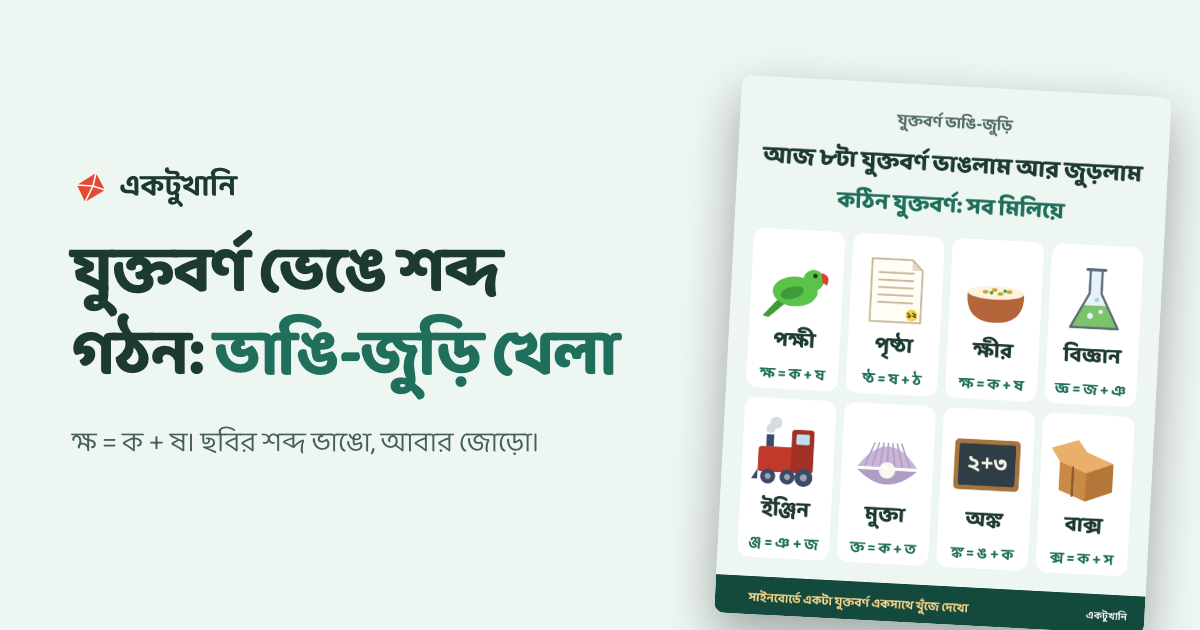 একটুখানি
যুক্তবর্ণ ভেঙে শব্দ
গঠন: ভাঙি-জুড়ি খেলা
ক্ষ = ক + ষ। ছবির শব্দ ভাঙো, আবার জোড়ো।
যুক্তবর্ণ ভাঙি-জুড়ি
আজ ৮টা যুক্তবর্ণ ভাঙলাম আর জুড়লাম
কঠিন যুক্তবর্ণ: সব মিলিয়ে
১২
পক্ষী পৃষ্ঠা ক্ষীর বিজ্ঞান
ক্ষ = ক + ষ ষ্ঠ = ষ + ঠ ক্ষ = ক + ষ জ্ঞ = জ + ঞ
২+৩
ইঞ্জিন মুক্তা অঙ্ক বাক্স
ঞ্জ = ঞ + জ ক্ত = ক + ত ঙ্ক = ঙ + ক ক্স = ক + স
সাইনবোর্ডে একটা যুক্তবর্ণ একসাথে খুঁজে দেখো
একটুখানি